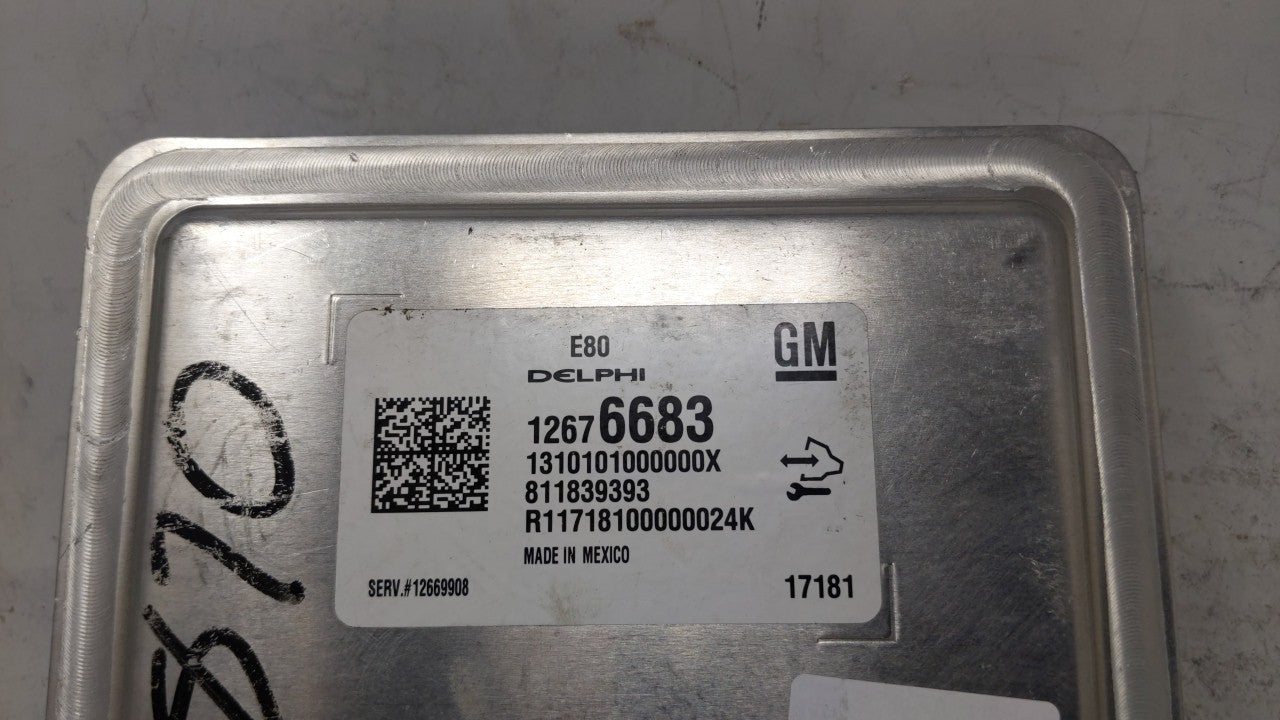 E80
GM
DELPHI
12676683
1310101000000X
811839393
R11718100000024K
MADE IN MEXICO
SERV.#12669908
17181